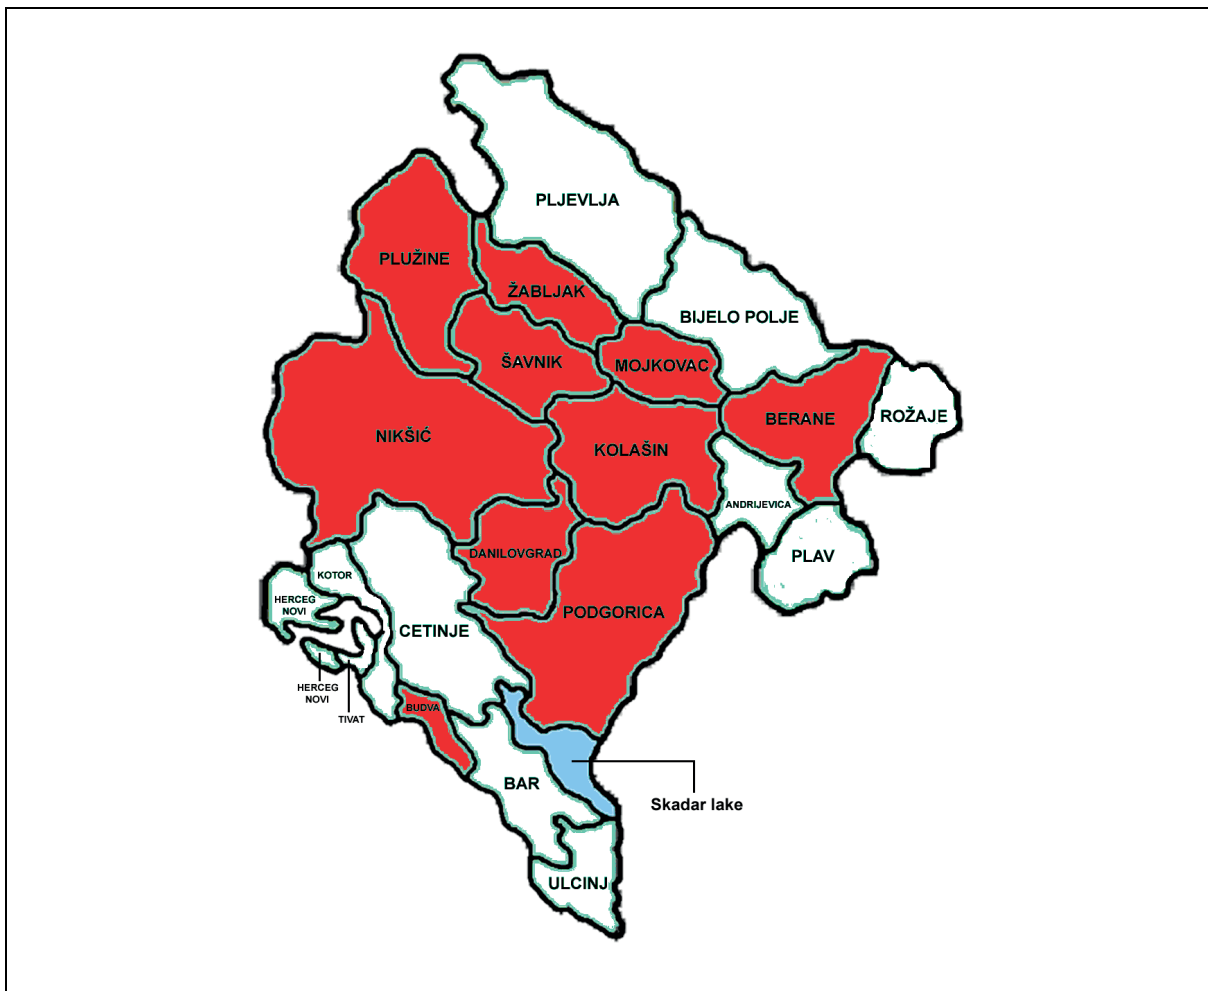 PLJEVLJA
PLUŽINE
ŽABLJAK
BIJELO POLJE
ŠAVNIK
MOJKOVAC
BERANE
ROŽAJE
NIKŠIĆ
KOLAŠIN
ANDRIJEVICA
DANILOVGRAD
PLAV
KOTOR
HERCEG
NOVI
PODGORICA
CETINJE
HERCEG
NOVI
TIVAT
BUDVA
BAR
Skadar lake
ULCINJ